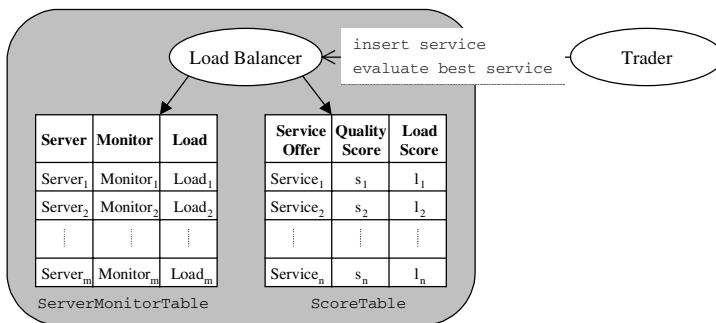 insert service
Load Balancer
Trader
evaluate best service
Server Monitor Load
Service Offer Quality Score Load Score
Server1 Monitor1 Load1
Service1 s1 l1
Server2 Monitor2 Load2
Service2 s2 l2
Serverm Monitorm Loadm
Servicen sn ln
ServerMonitorTable
ScoreTable